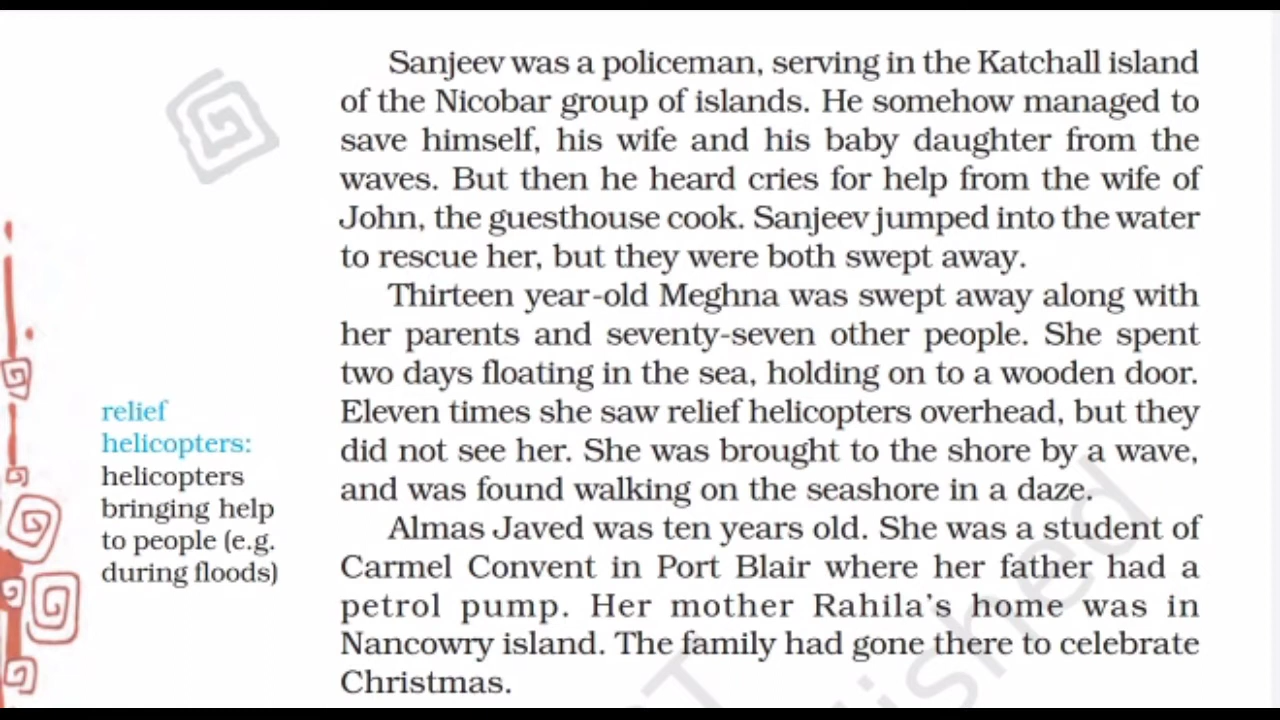 Sanjeev was a policeman, serving in the Katchall island
of the Nicobar group of islands. He somehow managed to
save himself, his wife and his baby daughter from the
waves. But then he heard cries for help from the wife of
John, the guesthouse cook. Sanjeev jumped into the water
to rescue her, but they were both swept away.
Thirteen year-old Meghna was swept away along with
her parents and seventy-seven other people. She spent
two days floating in the sea, holding on to a wooden door.
Eleven times she saw relief helicopters overhead, but they
did not see her. She was brought to the shore by a wave,
and was found walking on the seashore in a daze.
Almas Javed was ten years old. She was a student of
Carmel Convent in Port Blair where her father had a
petrol pump. Her mother Rahila's home was in
Nancowry island. The family had gone there to celebrate
Christmas.
relief
helicopters:
helicopters
bringing help
to people (e.g.
during floods)